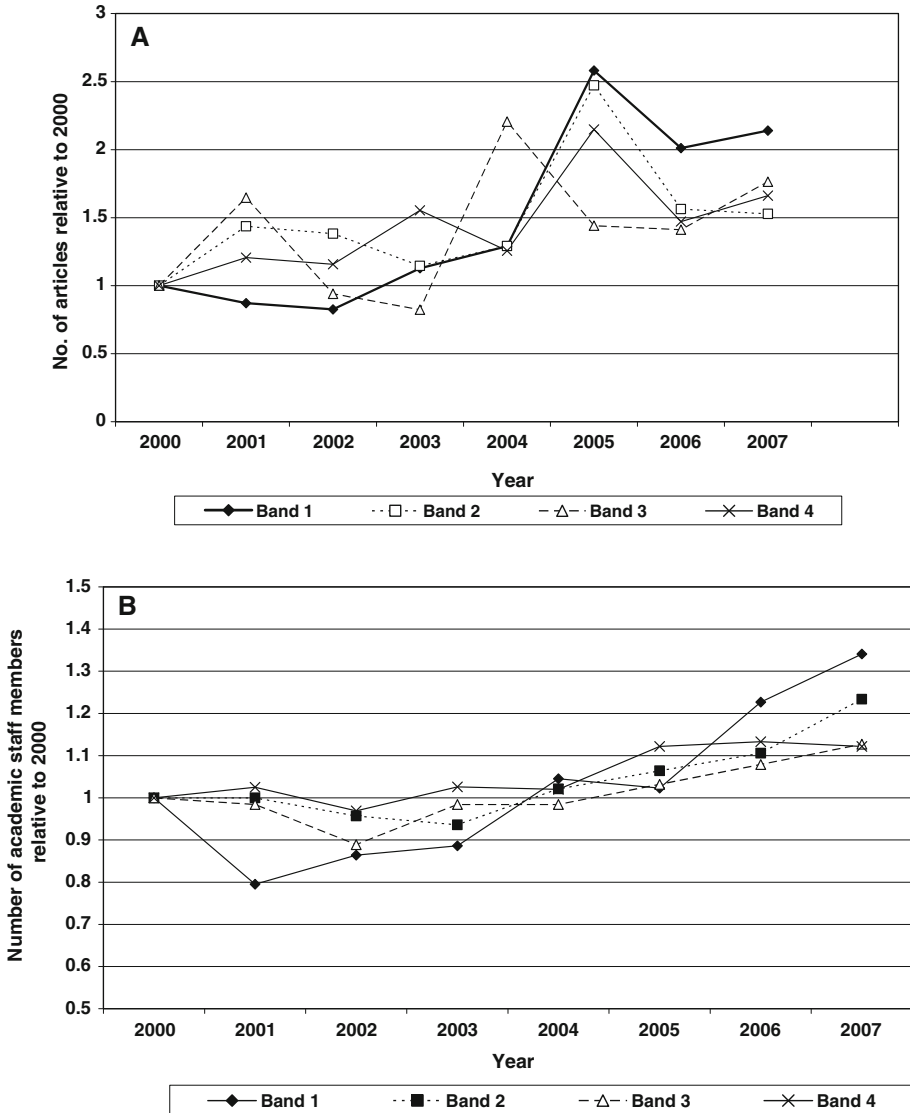 A
3
2.5
2
1.5
1
0.5
0
No. of articles relative to 2000
2000 2001 2002 2003 2004 2005 2006 2007
Year
Band 1 Band 2 Band 3 Band 4
B
1.5
1.4
1.3
1.2
1.1
1
0.9
0.8
0.7
0.6
0.5
Number of academic staff members
relative to 2000
2000 2001 2002 2003 2004 2005 2006 2007
Year
Band 1 Band 2 Band 3 Band 4